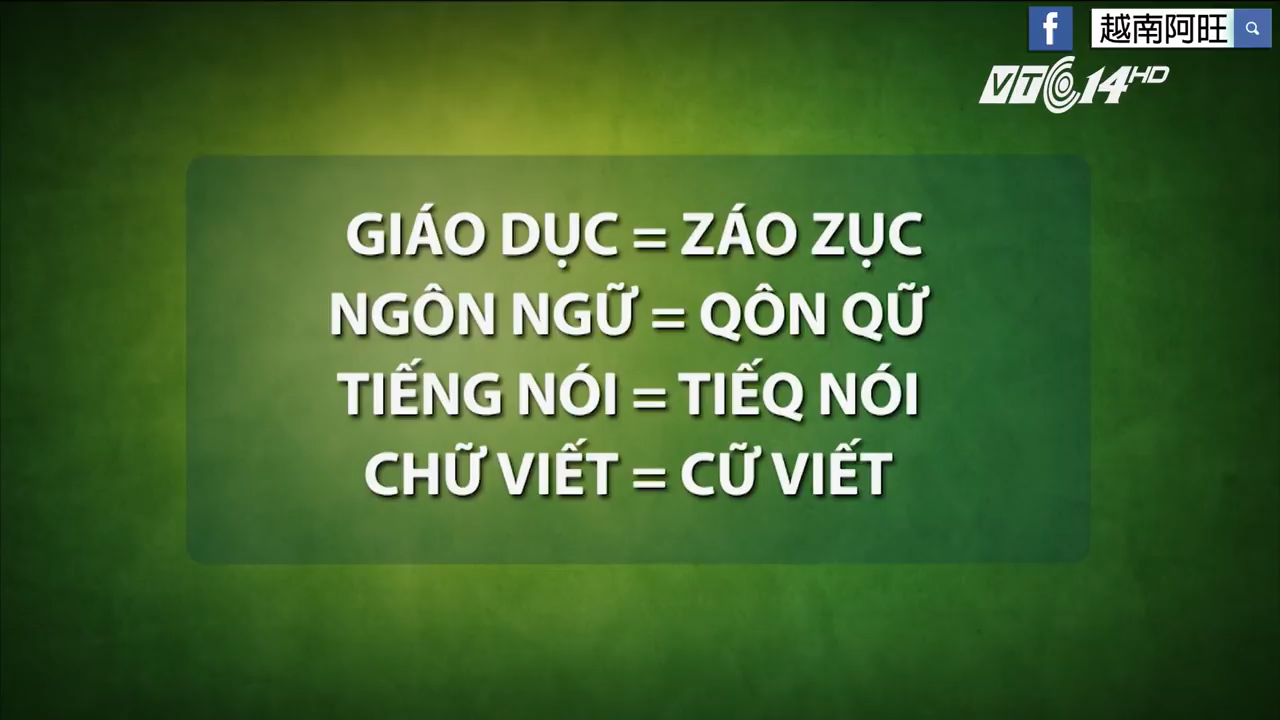 f 越南阿旺
VTC14HD
GIÁO DỤC = ZÁO ZỤC
NGÔN NGỮ = QÔN QỮ
TIẾNG NÓI = TIẾQ NÓI
CHỮ VIẾT = CỮ VIẾT